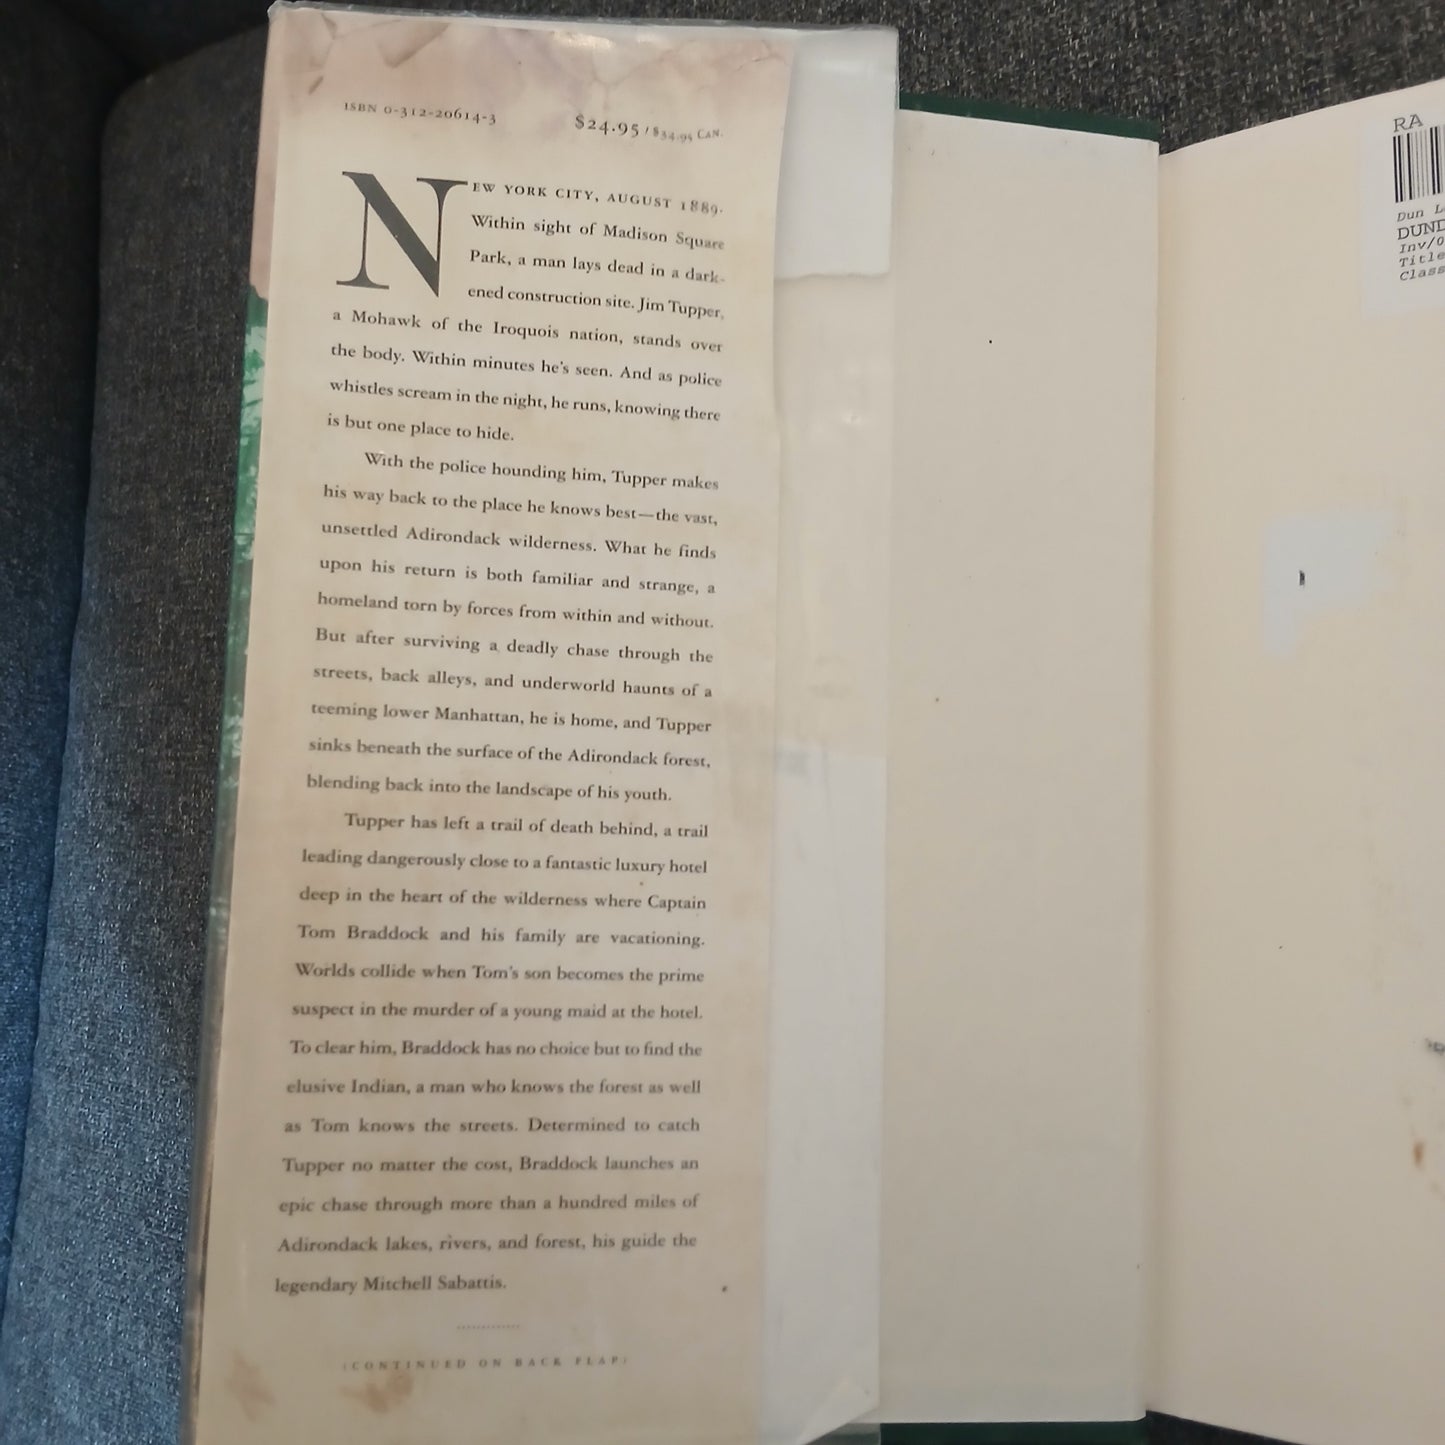 ISBN 0-312-20614-3
$24.95 / $34.95 CAN.
NEW YORK CITY, AUGUST 1889.
Within sight of Madison Square
Park, a man lays dead in a dark-
ened construction site. Jim Tupper,
a Mohawk of the Iroquois nation, stands over
the body. Within minutes he's seen. And as police
whistles scream in the night, he runs, knowing there
is but one place to hide.
With the police hounding him, Tupper makes
his way back to the place he knows best—the vast,
unsettled Adirondack wilderness. What he finds
upon his return is both familiar and strange, a
homeland torn by forces from within and without.
But after surviving a deadly chase through the
streets, back alleys, and underworld haunts of a
teeming lower Manhattan, he is home, and Tupper
sinks beneath the surface of the Adirondack forest,
blending back into the landscape of his youth.
Tupper has left a trail of death behind, a trail
leading dangerously close to a fantastic luxury hotel
deep in the heart of the wilderness where Captain
Tom Braddock and his family are vacationing.
Worlds collide when Tom's son becomes the prime
suspect in the murder of a young maid at the hotel.
To clear him, Braddock has no choice but to find the
elusive Indian, a man who knows the forest as well
as Tom knows the streets. Determined to catch
Tupper no matter the cost, Braddock launches an
epic chase through more than a hundred miles of
Adirondack lakes, rivers, and forest, his guide the
legendary Mitchell Sabattis.
(CONTINUED ON BACK FLAP)
RA
Dun L
DUND
Inv/0
Title
Class